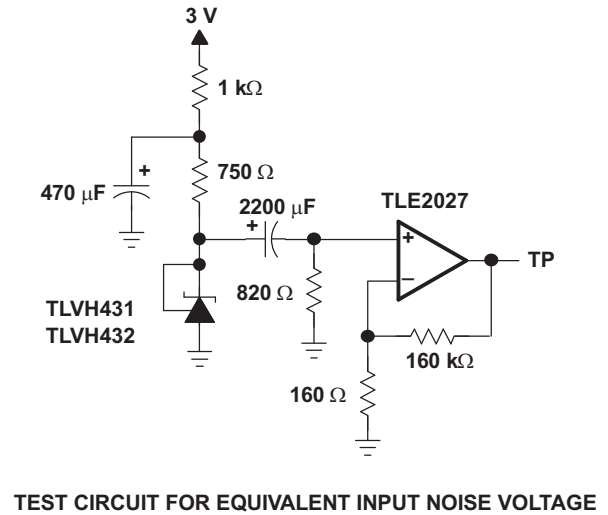 3 V
1 kΩ
+
470 μF
750 Ω
2200 μF
+
TLE2027
+
−
TP
820 Ω
TLVH431
TLVH432
160 kΩ
160 Ω
TEST CIRCUIT FOR EQUIVALENT INPUT NOISE VOLTAGE